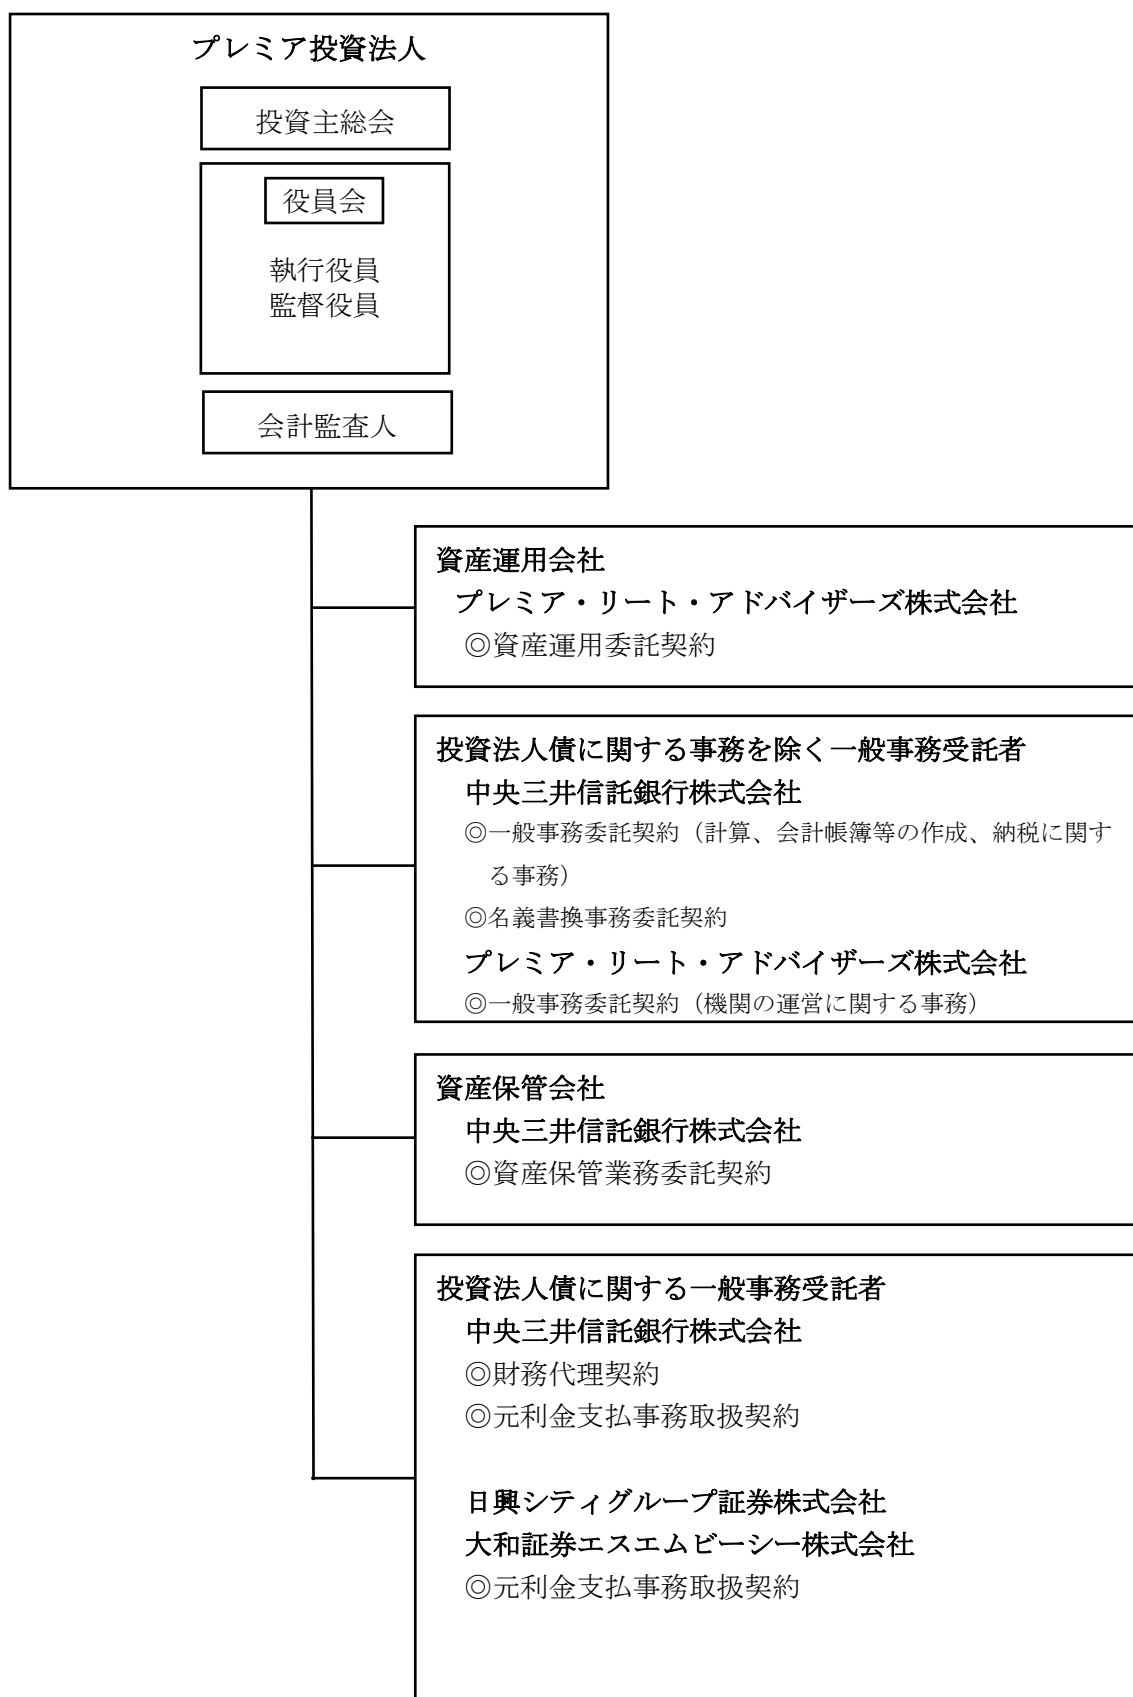 プレミア投資法人
投資主総会
役員会
執行役員
監督役員
会計監査人
資産運用会社
プレミア・リート・アドバイザーズ株式会社
◎資産運用委託契約
投資法人債に関する事務を除く一般事務受託者
中央三井信託銀行株式会社
◎一般事務委託契約（計算、会計帳簿等の作成、納税に関す
る事務）
◎名義書換事務委託契約
プレミア・リート・アドバイザーズ株式会社
◎一般事務委託契約（機関の運営に関する事務）
資産保管会社
中央三井信託銀行株式会社
◎資産保管業務委託契約
投資法人債に関する一般事務受託者
中央三井信託銀行株式会社
◎財務代理契約
◎元利金支払事務取扱契約
日興シティグループ証券株式会社
大和証券エスエムビーシー株式会社
◎元利金支払事務取扱契約